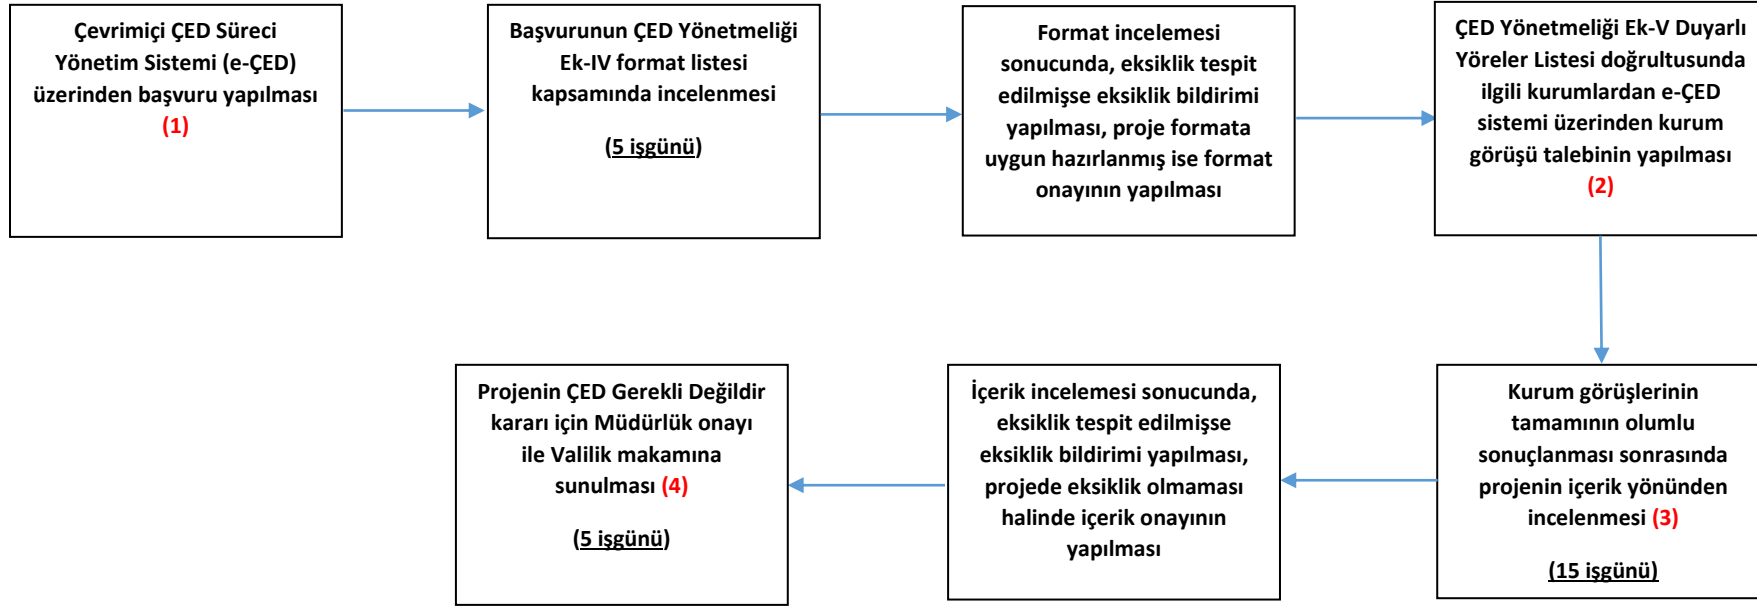 Çevrimiçi ÇED Süreci
Yönetim Sistemi (e-ÇED)
üzerinden başvuru yapılması
(1)
Başvurunun ÇED Yönetmeliği
Ek-IV format listesi
kapsamında incelenmesi
(5 işgünü)
Format incelemesi
sonucunda, eksiklik tespit
edilmişse eksiklik bildirimi
yapılması, proje formata
uygun hazırlanmış ise format
onayının yapılması
ÇED Yönetmeliği Ek-V Duyarlı
Yöreler Listesi doğrultusunda
ilgili kurumlardan e-ÇED
sistemi üzerinden kurum
görüşü talebinin yapılması
(2)
Kurum görüşlerinin
tamamının olumlu
sonuçlanması sonrasında
projenin içerik yönünden
incelenmesi (3)
(15 işgünü)
İçerik incelemesi sonucunda,
eksiklik tespit edilmişse
eksiklik bildirimi yapılması,
projede eksiklik olmaması
halinde içerik onayının
yapılması
Projenin ÇED Gerekli Değildir
kararı için Müdürlük onayı
ile Valilik makamına
sunulması (4)
(5 işgünü)